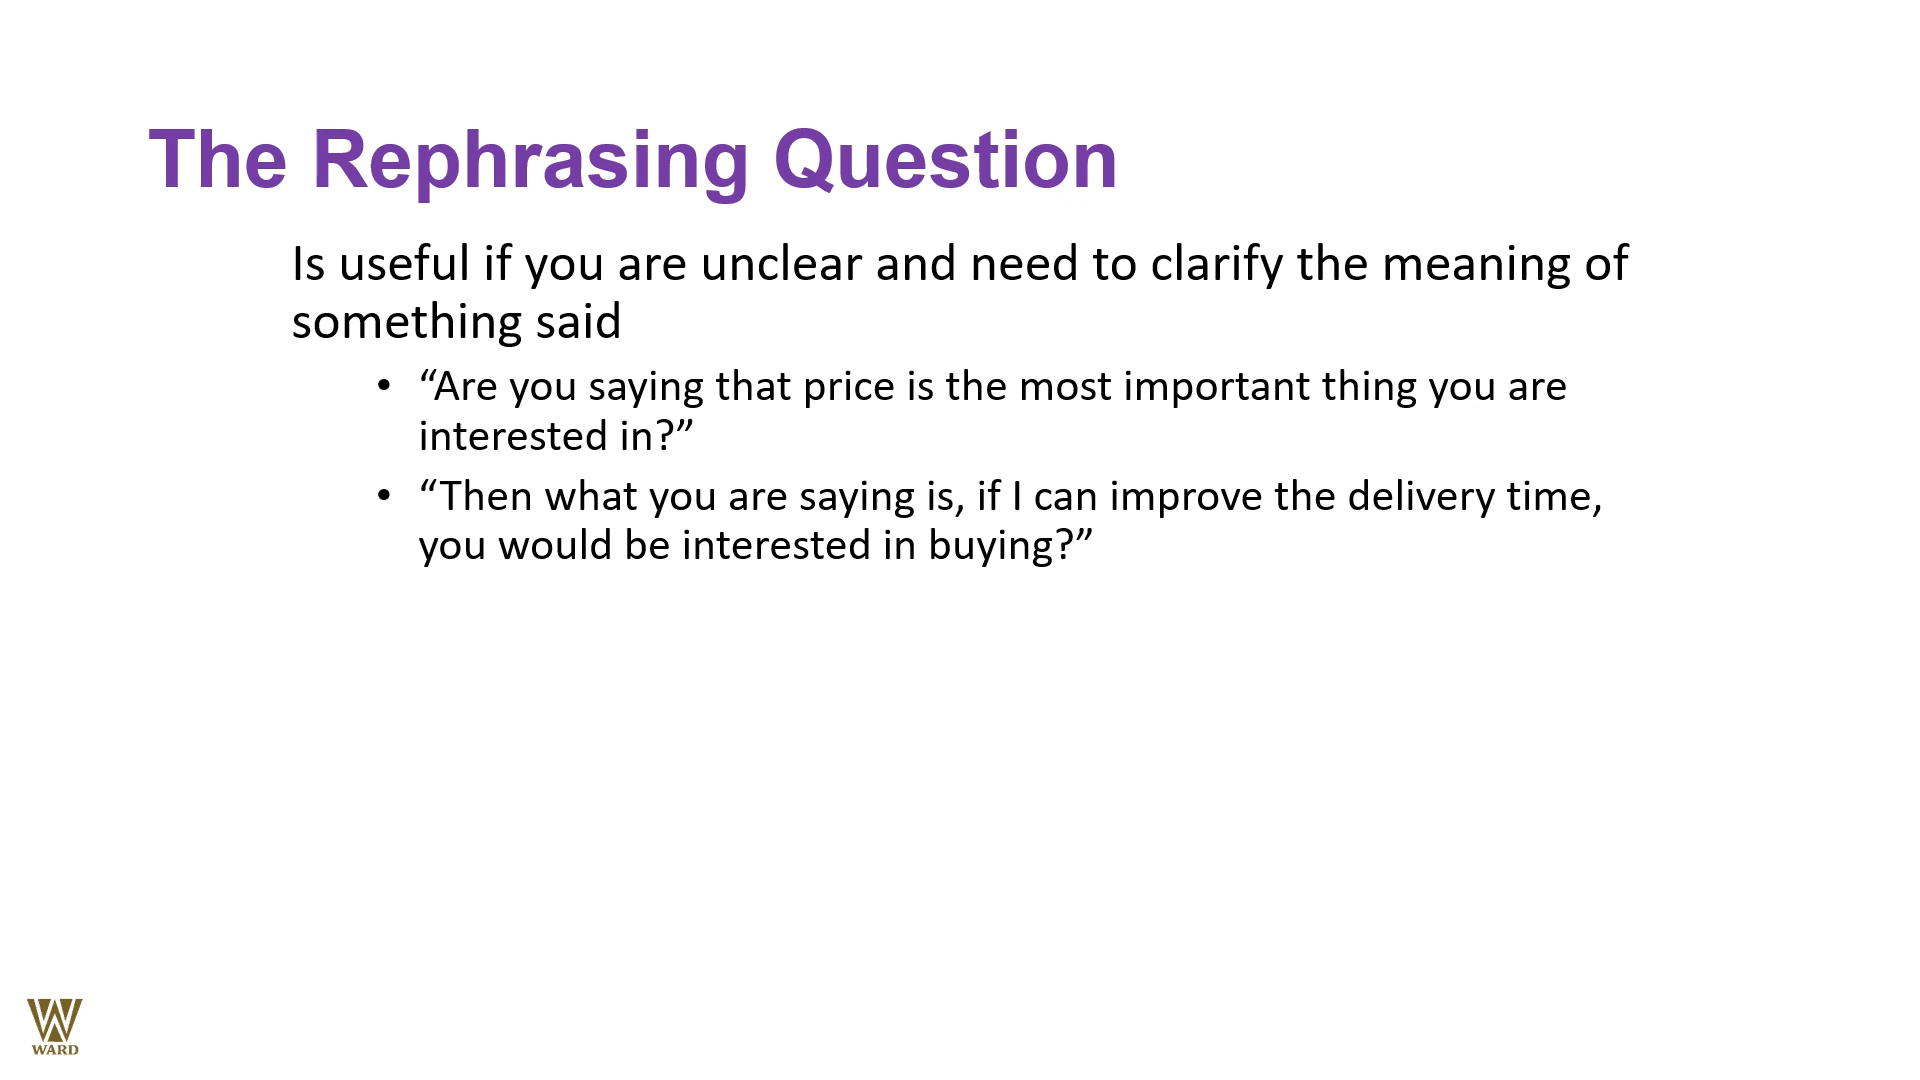 The Rephrasing Question
Is useful if you are unclear and need to clarify the meaning of
something said
• “Are you saying that price is the most important thing you are
interested in?”
• “Then what you are saying is, if I can improve the delivery time,
you would be interested in buying?”
WARD